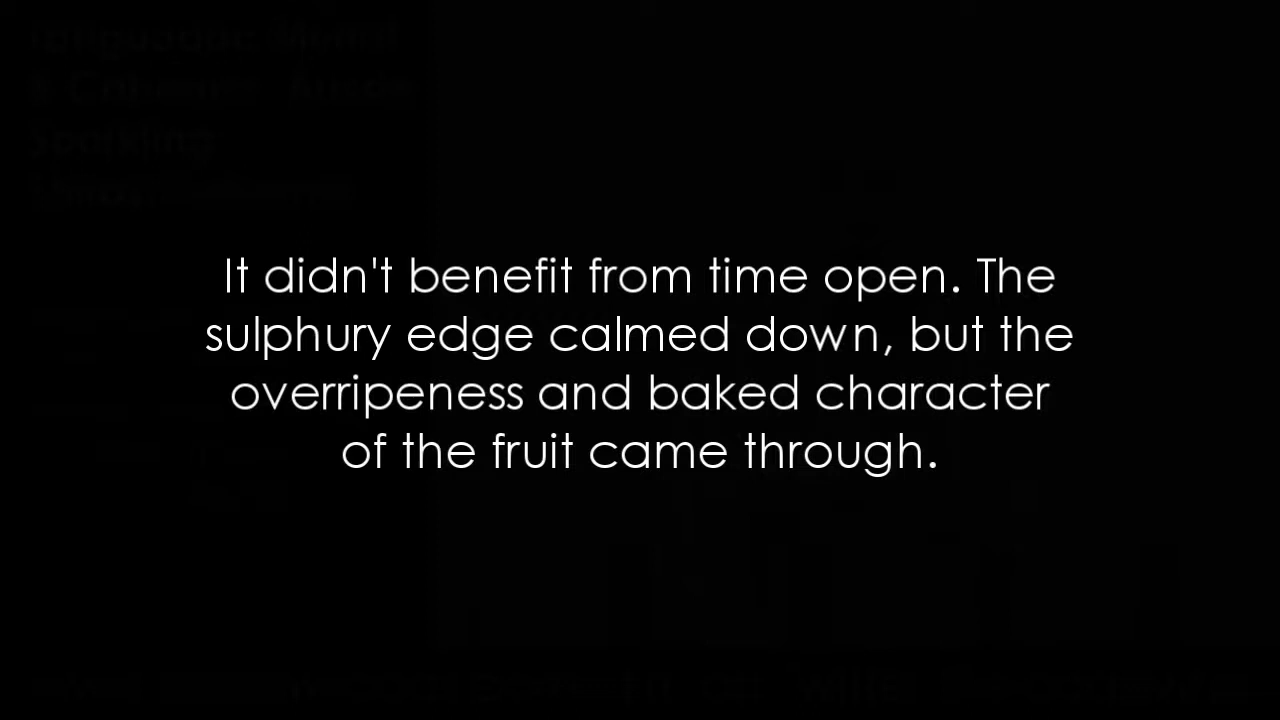 It didn't benefit from time open. The
sulphury edge calmed down, but the
overripeness and baked character
of the fruit came through.